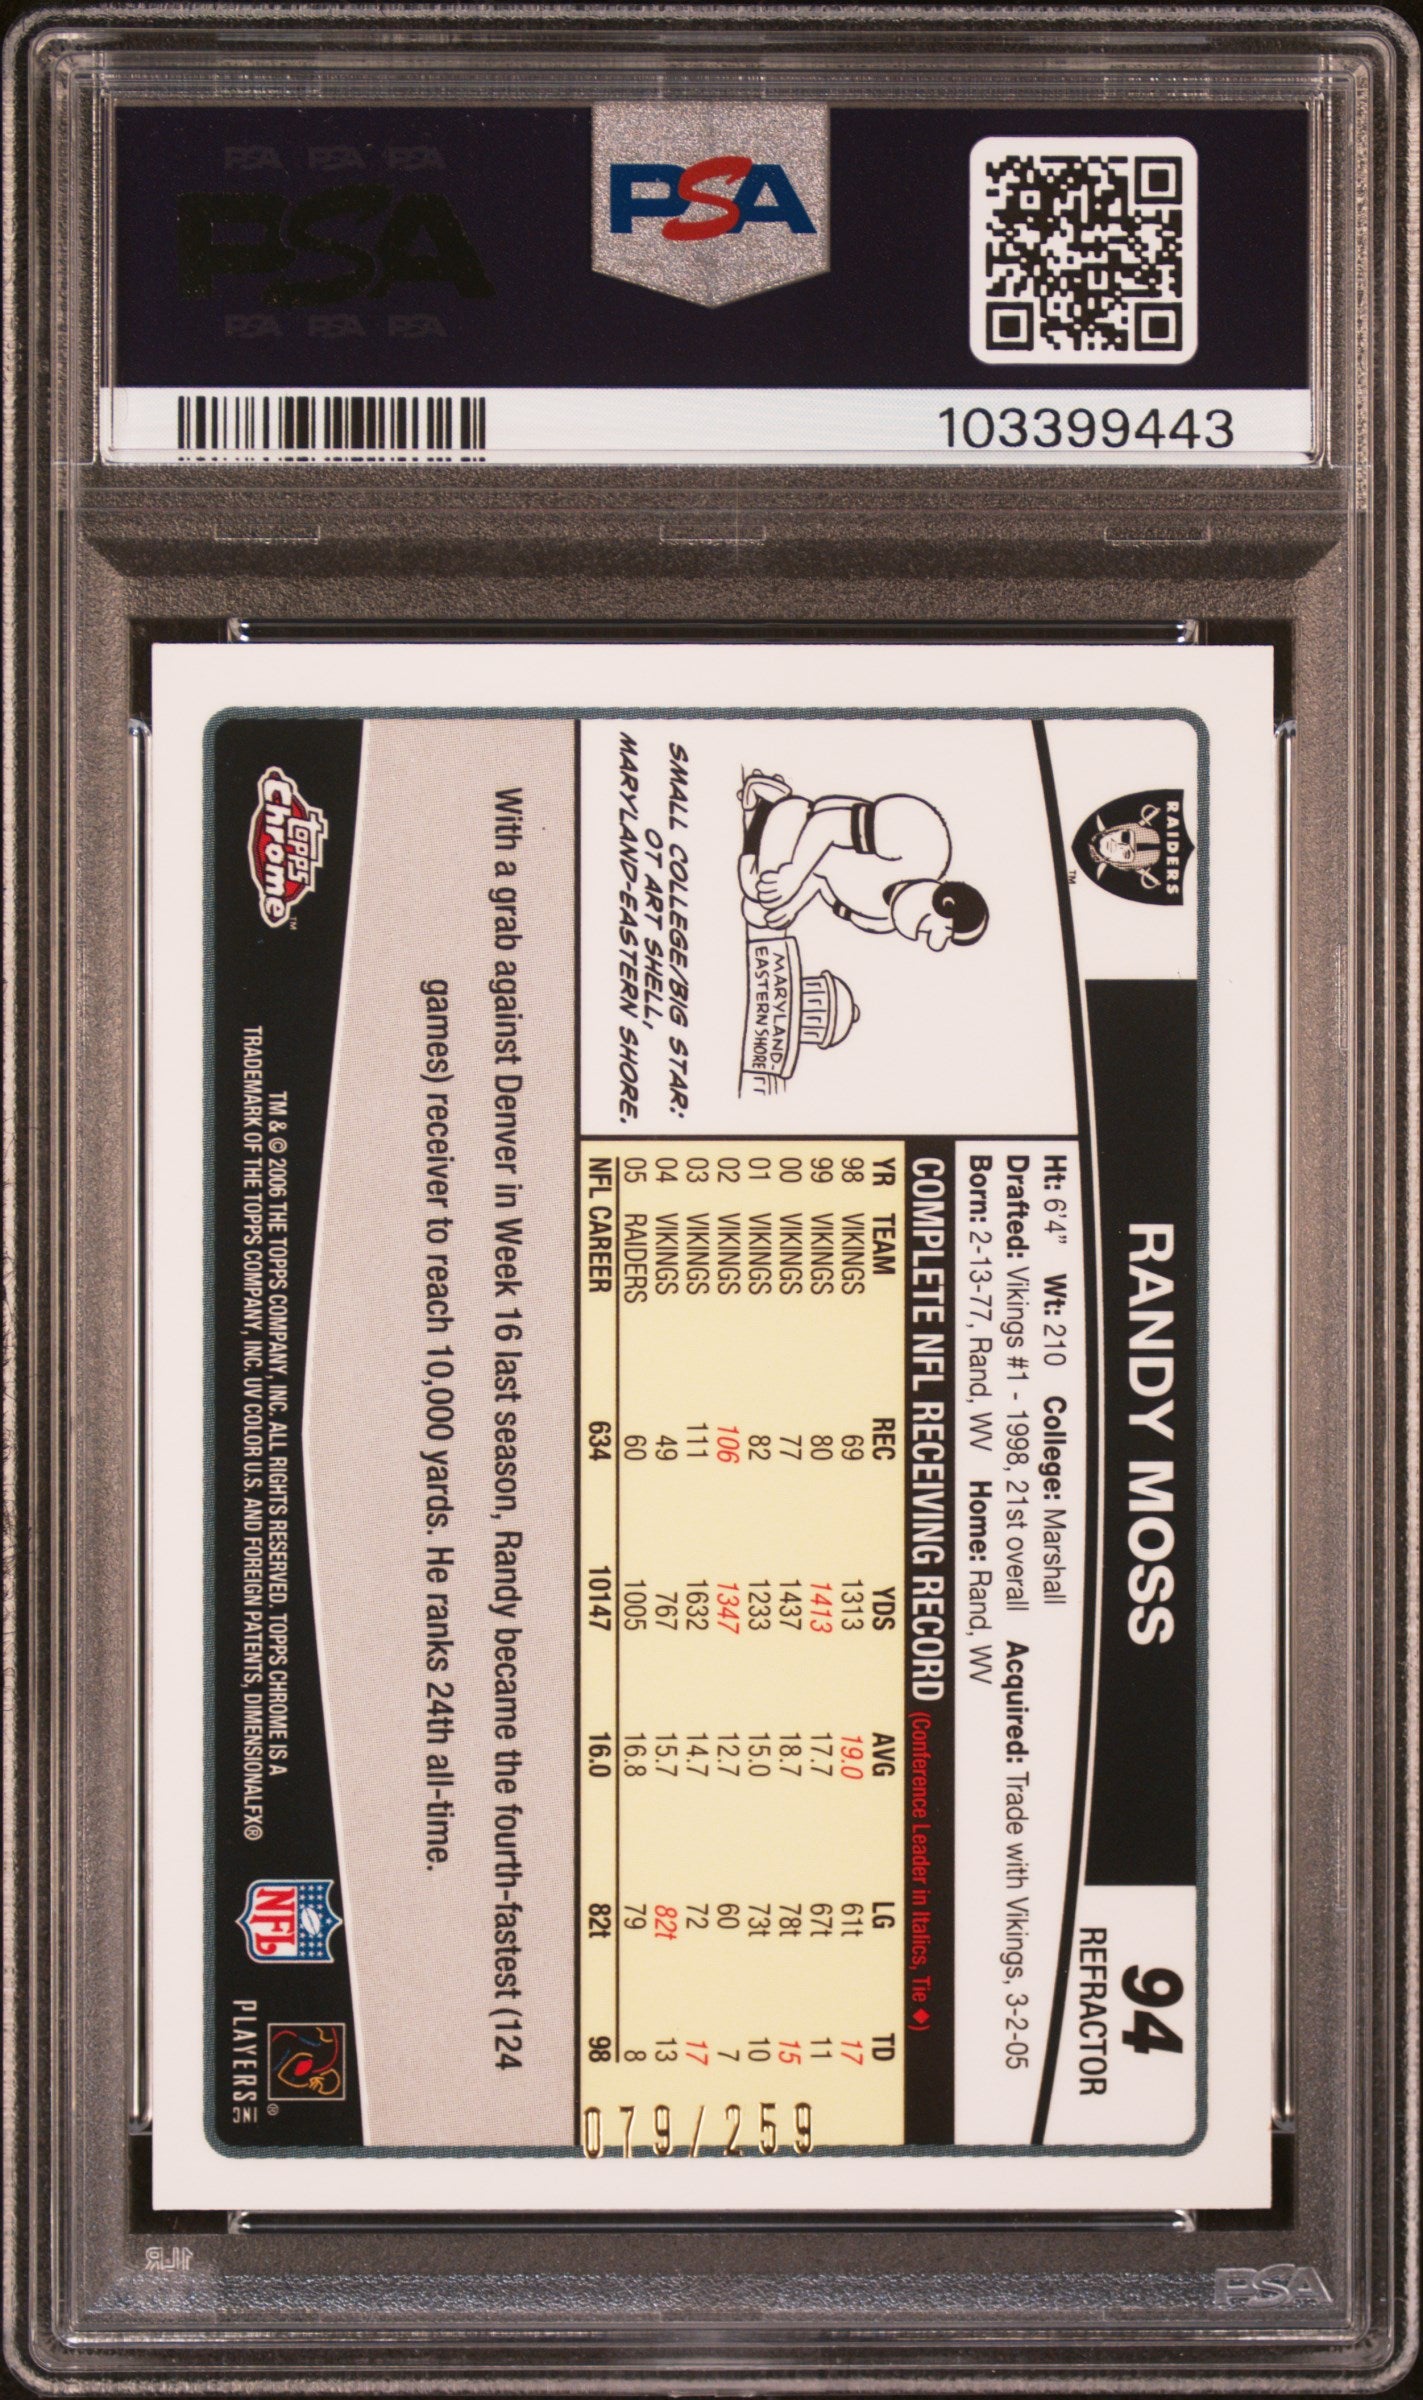 PSA PSA PSA
PSA
PSA PSA PSA
PSA
103399443
RAIDERS
TM
RANDY MOSS
94
REFRACTOR
Ht: 6'4" Wt: 210 College: Marshall
Drafted: Vikings #1 - 1998, 21st overall Acquired: Trade with Vikings, 3-2-05
Born: 2-13-77, Rand, WV Home: Rand, WV
MARYLAND-
EASTERN SHORE
SMALL COLLEGE/BIG STAR:
OT ART SHELL,
MARYLAND-EASTERN SHORE.
COMPLETE NFL RECEIVING RECORD (Conference Leader in Italics, Tie ♦)
YR TEAM REC YDS AVG LG TD
98 VIKINGS 69 1313 19.0 61t 17
99 VIKINGS 80 1413 17.7 67t 11
00 VIKINGS 77 1437 18.7 78t 15
01 VIKINGS 82 1233 15.0 73t 10
02 VIKINGS 106 1347 12.7 60 7
03 VIKINGS 111 1632 14.7 72 17
04 VIKINGS 49 767 15.7 82t 13
05 RAIDERS 60 1005 16.8 79 8
NFL CAREER 634 10147 16.0 82t 98
079/259
With a grab against Denver in Week 16 last season, Randy became the fourth-fastest (124
games) receiver to reach 10,000 yards. He ranks 24th all-time.
topps
Chrome™
TM & © 2006 THE TOPPS COMPANY, INC. ALL RIGHTS RESERVED. TOPPS CHROME IS A
TRADEMARK OF THE TOPPS COMPANY, INC. UV COLOR U.S. AND FOREIGN PATENTS, DIMENSIONALFX®
NFL
®
PLAYERS INC
1LR
PSA